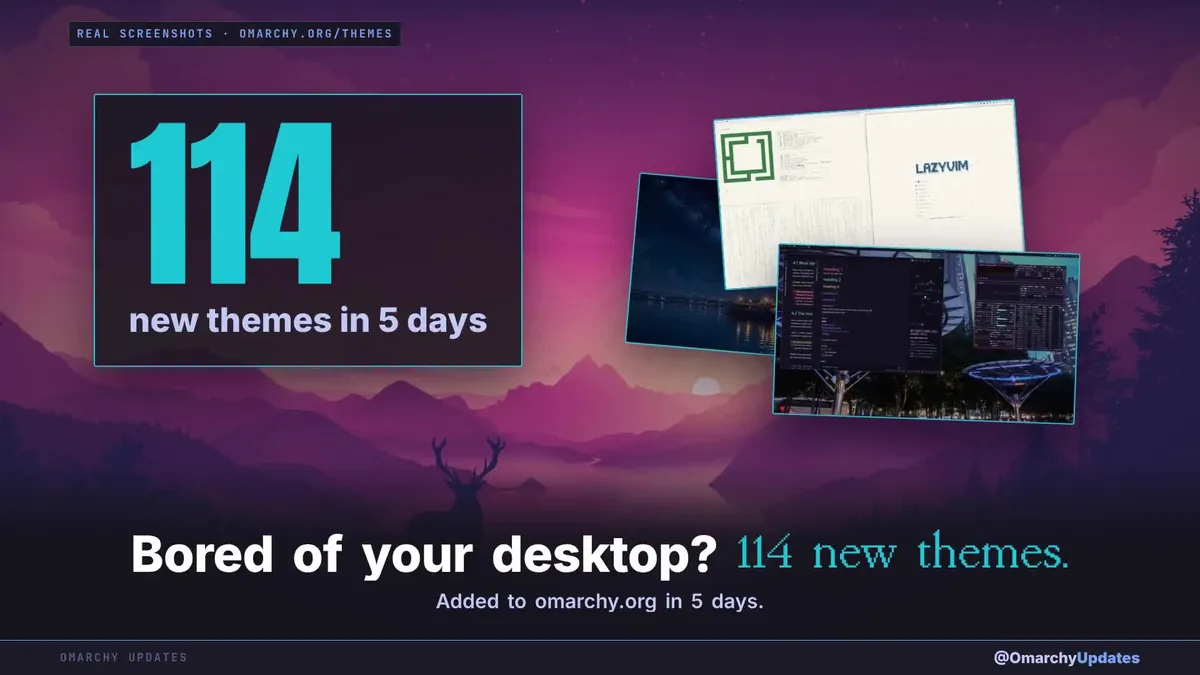 REAL SCREENSHOTS · OMARCHY.ORG/THEMES
114
new themes in 5 days
LAZYVIM
Bored of your desktop? 114 new themes.
Added to omarchy.org in 5 days.
OMARCHY UPDATES
@OmarchyUpdates